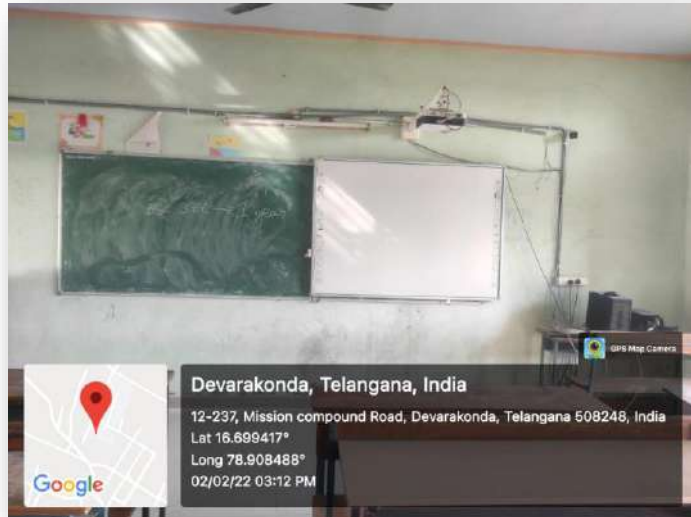 GPS Map Camera
Devarakonda, Telangana, India
12-237, Mission compound Road, Devarakonda, Telangana 508248, India
Lat 16.699417°
Long 78.908488°
02/02/22 03:12 PM
Google